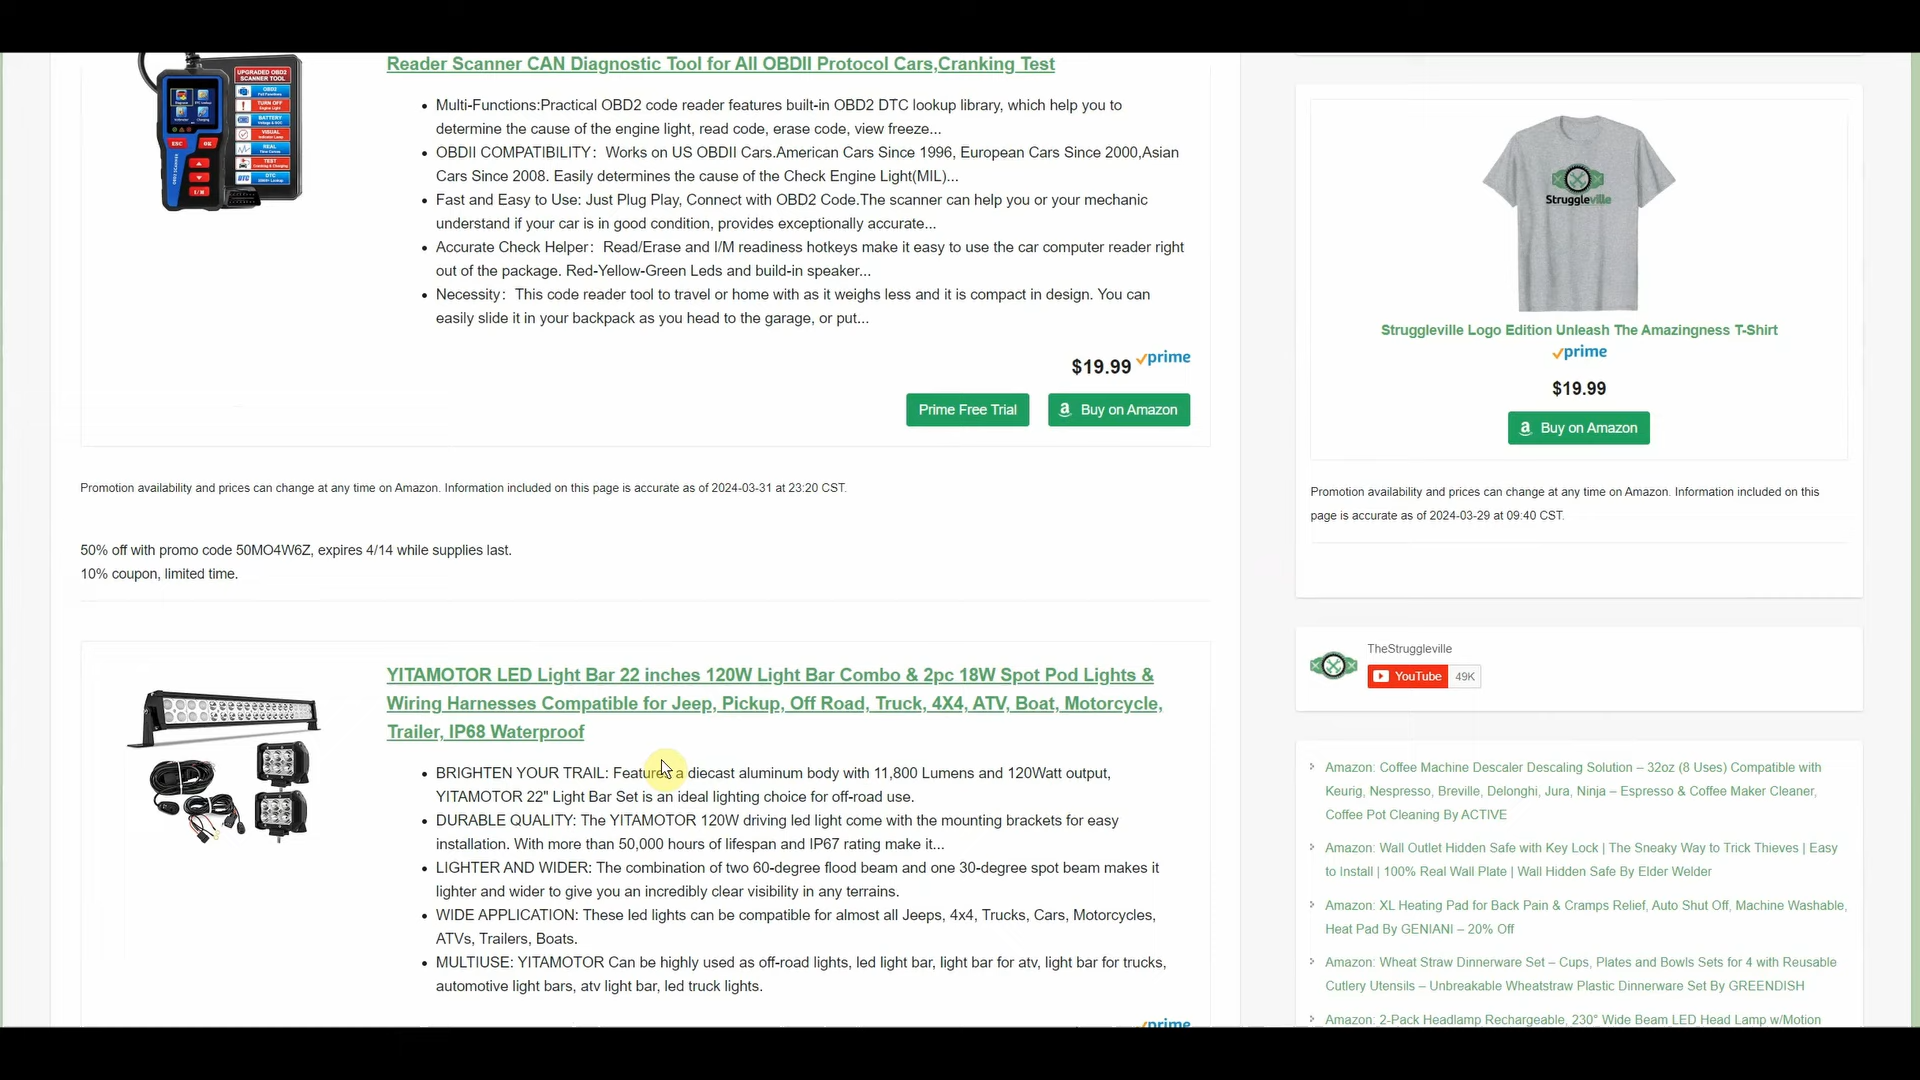 Reader Scanner CAN Diagnostic Tool for All OBDII Protocol Cars,Cranking Test
UPGRADED OBD2
SCANNER TOOL
OBD2
TURN OFF
BATTERY
VISUAL
REAL
TEST
DTC
ESC
OK
I/M
• Multi-Functions:Practical OBD2 code reader features built-in OBD2 DTC lookup library, which help you to
determine the cause of the engine light, read code, erase code, view freeze...
• OBDII COMPATIBILITY：Works on US OBDII Cars.American Cars Since 1996, European Cars Since 2000,Asian
Cars Since 2008. Easily determines the cause of the Check Engine Light(MIL)...
• Fast and Easy to Use: Just Plug Play, Connect with OBD2 Code.The scanner can help you or your mechanic
understand if your car is in good condition, provides exceptionally accurate...
• Accurate Check Helper：Read/Erase and I/M readiness hotkeys make it easy to use the car computer reader right
out of the package. Red-Yellow-Green Leds and build-in speaker...
• Necessity：This code reader tool to travel or home with as it weighs less and it is compact in design. You can
easily slide it in your backpack as you head to the garage, or put...
$19.99 prime
Prime Free Trial
Buy on Amazon
Promotion availability and prices can change at any time on Amazon. Information included on this page is accurate as of 2024-03-31 at 23:20 CST.
50% off with promo code 50MO4W6Z, expires 4/14 while supplies last.
10% coupon, limited time.
YITAMOTOR LED Light Bar 22 inches 120W Light Bar Combo & 2pc 18W Spot Pod Lights &
Wiring Harnesses Compatible for Jeep, Pickup, Off Road, Truck, 4X4, ATV, Boat, Motorcycle,
Trailer, IP68 Waterproof
• BRIGHTEN YOUR TRAIL: Features a diecast aluminum body with 11,800 Lumens and 120Watt output,
YITAMOTOR 22" Light Bar Set is an ideal lighting choice for off-road use.
• DURABLE QUALITY: The YITAMOTOR 120W driving led light come with the mounting brackets for easy
installation. With more than 50,000 hours of lifespan and IP67 rating make it...
• LIGHTER AND WIDER: The combination of two 60-degree flood beam and one 30-degree spot beam makes it
lighter and wider to give you an incredibly clear visibility in any terrains.
• WIDE APPLICATION: These led lights can be compatible for almost all Jeeps, 4x4, Trucks, Cars, Motorcycles,
ATVs, Trailers, Boats.
• MULTIUSE: YITAMOTOR Can be highly used as off-road lights, led light bar, light bar for atv, light bar for trucks,
automotive light bars, atv light bar, led truck lights.
prime
Struggleville
Struggleville Logo Edition Unleash The Amazingness T-Shirt
prime
$19.99
Buy on Amazon
Promotion availability and prices can change at any time on Amazon. Information included on this
page is accurate as of 2024-03-29 at 09:40 CST.
TheStruggleville
YouTube 49K
Amazon: Coffee Machine Descaler Descaling Solution – 32oz (8 Uses) Compatible with
Keurig, Nespresso, Breville, Delonghi, Jura, Ninja – Espresso & Coffee Maker Cleaner,
Coffee Pot Cleaning By ACTIVE
Amazon: Wall Outlet Hidden Safe with Key Lock | The Sneaky Way to Trick Thieves | Easy
to Install | 100% Real Wall Plate | Wall Hidden Safe By Elder Welder
Amazon: XL Heating Pad for Back Pain & Cramps Relief, Auto Shut Off, Machine Washable,
Heat Pad By GENIANI – 20% Off
Amazon: Wheat Straw Dinnerware Set – Cups, Plates and Bowls Sets for 4 with Reusable
Cutlery Utensils – Unbreakable Wheatstraw Plastic Dinnerware Set By GREENDISH
Amazon: 2-Pack Headlamp Rechargeable, 230° Wide Beam LED Head Lamp w/Motion